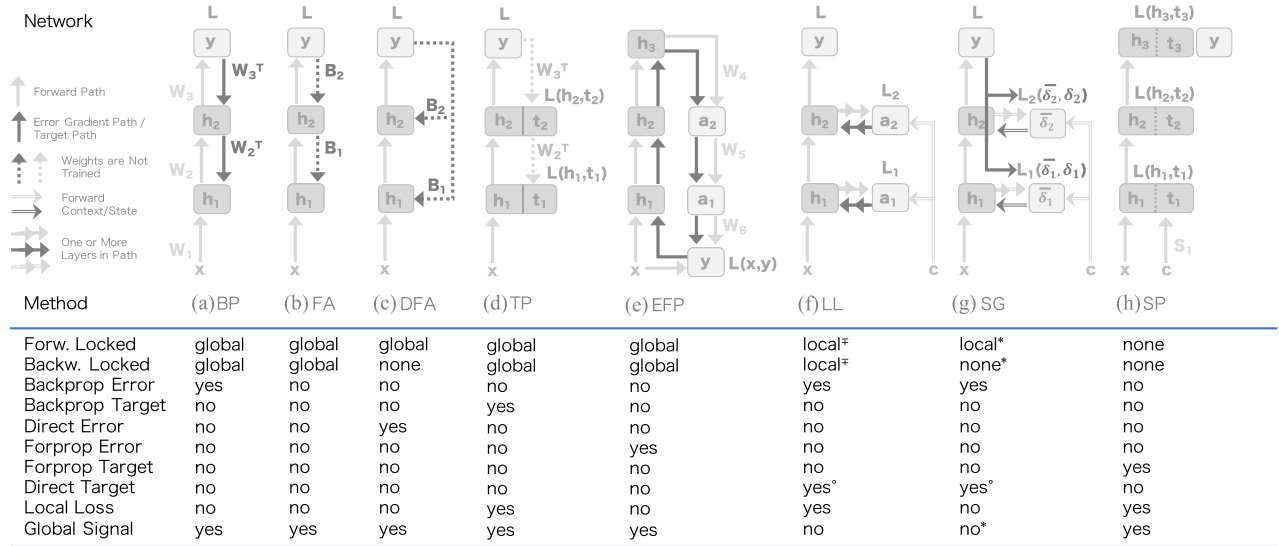 Network
L
L
L
L
L
L
L(h₃,t₃)
y
y
y
y
h₃
y
y
h₃
t₃
y
W₃
W₃ᵀ
B₂
W₃ᵀ
W₄
L(h₂,t₂)
L₂
L₂(δ̅₂, δ₂)
L(h₂,t₂)
Forward Path
Error Gradient Path /
Target Path
h₂
h₂
h₂
B₂
h₂
t₂
h₂
a₂
h₂
a₂
h₂
δ̅₂
h₂
t₂
Weights are Not
Trained
W₂
W₂ᵀ
B₁
W₂ᵀ
W₅
L(h₁,t₁)
L₁
L₁(δ̅₁, δ₁)
L(h₁,t₁)
Forward
Context/State
h₁
h₁
h₁
B₁
h₁
t₁
h₁
a₁
h₁
a₁
h₁
δ̅₁
h₁
t₁
One or More
Layers in Path
W₁
W₆
S₁
y
L(x,y)
x
x
x
x
x
x
c
x
c
x
c
Method
(a) BP
(b) FA
(c) DFA
(d) TP
(e) EFP
(f) LL
(g) SG
(h) SP
Forw. Locked global global global global global local∓ local* none
Backw. Locked global global none global global local∓ none* none
Backprop Error yes no no no no yes yes no
Backprop Target no no no yes no no no no
Direct Error no no yes no no no no no
Forprop Error no no no no yes no no no
Forprop Target no no no no no no no yes
Direct Target no no no no no yes° yes° no
Local Loss no no no yes no yes no yes
Global Signal yes yes yes yes yes no no* yes